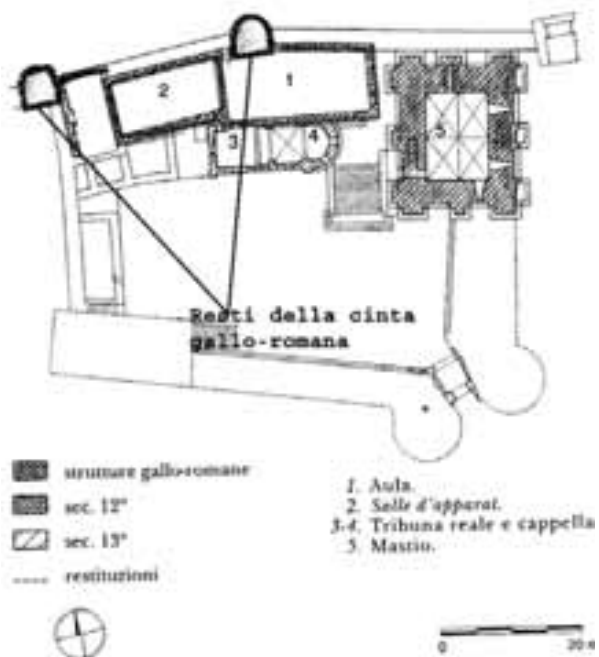 2
1
3
4
5
Resti della cinta
gallo-romana
strutture gallo-romane
sec. 12°
sec. 13°
restituzioni
1. Aula.
2. Salle d'apparat.
3-4. Tribuna reale e cappella
5. Mastio.
0 20 m